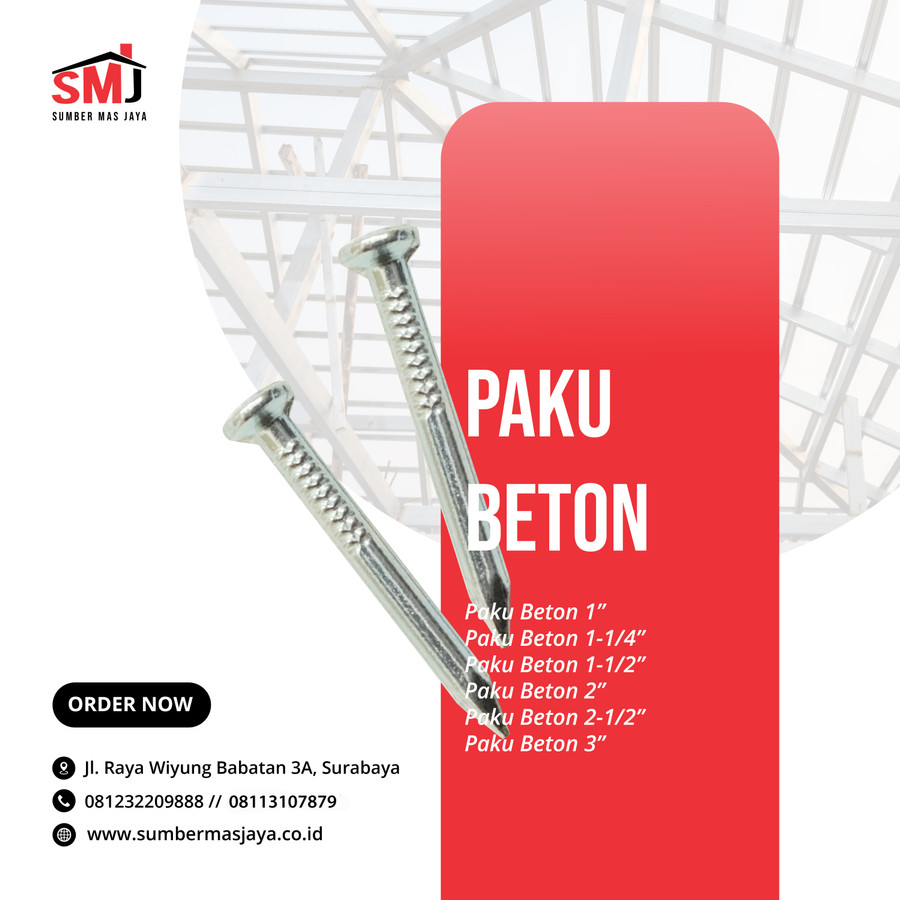 SMJ
SUMBER MAS JAYA
PAKU
BETON
Paku Beton 1”
Paku Beton 1-1/4”
Paku Beton 1-1/2”
Paku Beton 2”
Paku Beton 2-1/2”
Paku Beton 3”
ORDER NOW
Jl. Raya Wiyung Babatan 3A, Surabaya
081232209888 // 08113107879
www.sumbermasjaya.co.id